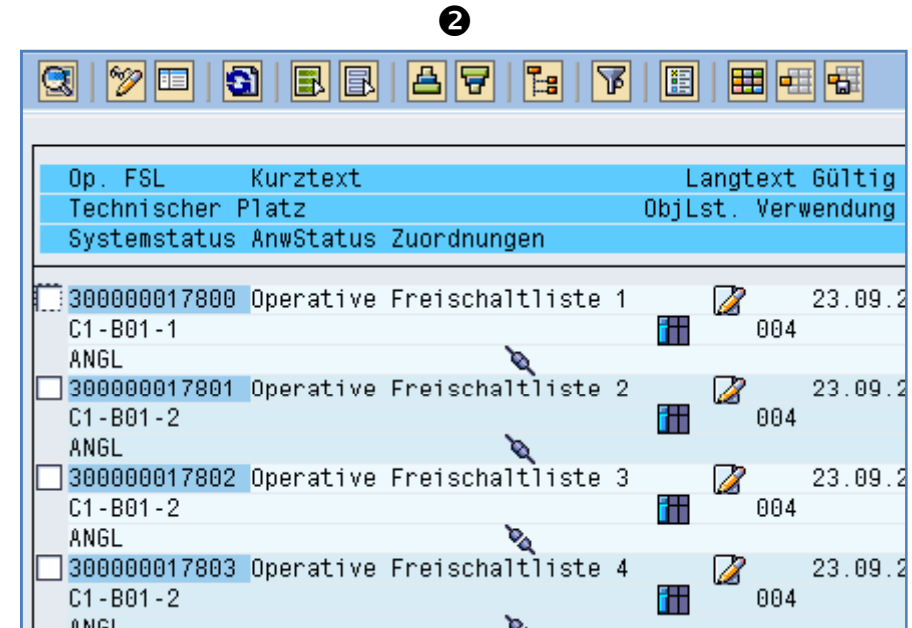 ❷
Op. FSL Kurztext Langtext Gültig
Technischer Platz ObjLst. Verwendung
Systemstatus AnwStatus Zuordnungen
300000017800 Operative Freischaltliste 1 23.09.2
C1-B01-1 004
ANGL
300000017801 Operative Freischaltliste 2 23.09.2
C1-B01-2 004
ANGL
300000017802 Operative Freischaltliste 3 23.09.2
C1-B01-2 004
ANGL
300000017803 Operative Freischaltliste 4 23.09.2
C1-B01-2 004
ANGL